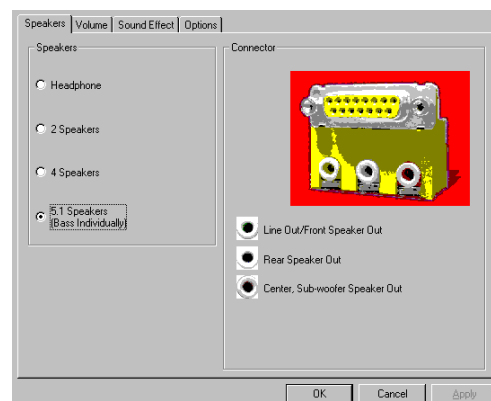 Speakers Volume Sound Effect Options
Speakers
Connector
Headphone
2 Speakers
4 Speakers
5.1 Speakers
(Bass Individually)
Line Out/Front Speaker Out
Rear Speaker Out
Center, Sub-woofer Speaker Out
OK Cancel Apply